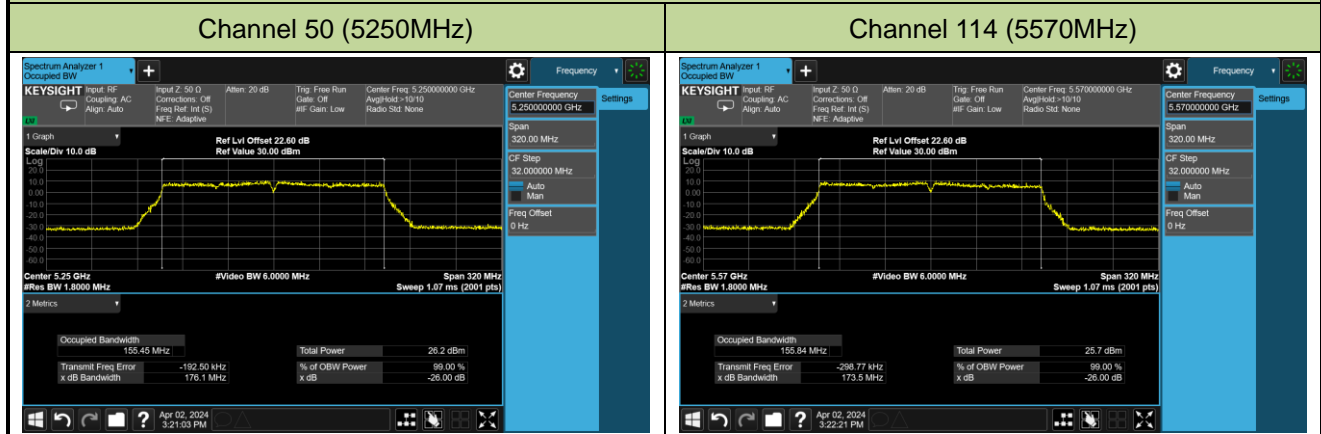 Channel 50 (5250MHz)
Spectrum Analyzer 1
Occupied BW
+
Frequency
KEYSIGHT
Input: RF
Coupling: AC
Align: Auto
Input Z: 50 Ω
Corrections: Off
Freq Ref: Int (S)
NFE: Adaptive
Atten: 20 dB
Trig: Free Run
Gate: Off
#IF Gain: Low
Center Freq: 5.250000000 GHz
Avg|Hold:>10/10
Radio Std: None
LV
Center Frequency
5.250000000 GHz
Settings
Span
320.00 MHz
CF Step
32.000000 MHz
Auto
Man
Freq Offset
0 Hz
1 Graph
Scale/Div 10.0 dB
Ref Lvl Offset 22.60 dB
Ref Value 30.00 dBm
Log
20.0
10.0
0.00
-10.0
-20.0
-30.0
-40.0
-50.0
-60.0
Center 5.25 GHz
#Res BW 1.8000 MHz
#Video BW 6.0000 MHz
Span 320 MHz
Sweep 1.07 ms (2001 pts)
2 Metrics
Occupied Bandwidth
155.45 MHz
Total Power 26.2 dBm
Transmit Freq Error -192.50 kHz
% of OBW Power 99.00 %
x dB Bandwidth 176.1 MHz
x dB -26.00 dB
?
Apr 02, 2024
3:21:03 PM
Channel 114 (5570MHz)
Spectrum Analyzer 1
Occupied BW
+
Frequency
KEYSIGHT
Input: RF
Coupling: AC
Align: Auto
Input Z: 50 Ω
Corrections: Off
Freq Ref: Int (S)
NFE: Adaptive
Atten: 20 dB
Trig: Free Run
Gate: Off
#IF Gain: Low
Center Freq: 5.570000000 GHz
Avg|Hold:>10/10
Radio Std: None
LV
Center Frequency
5.570000000 GHz
Settings
Span
320.00 MHz
CF Step
32.000000 MHz
Auto
Man
Freq Offset
0 Hz
1 Graph
Scale/Div 10.0 dB
Ref Lvl Offset 22.60 dB
Ref Value 30.00 dBm
Log
20.0
10.0
0.00
-10.0
-20.0
-30.0
-40.0
-50.0
-60.0
Center 5.57 GHz
#Res BW 1.8000 MHz
#Video BW 6.0000 MHz
Span 320 MHz
Sweep 1.07 ms (2001 pts)
2 Metrics
Occupied Bandwidth
155.84 MHz
Total Power 25.7 dBm
Transmit Freq Error -298.77 kHz
% of OBW Power 99.00 %
x dB Bandwidth 173.5 MHz
x dB -26.00 dB
?
Apr 02, 2024
3:22:21 PM